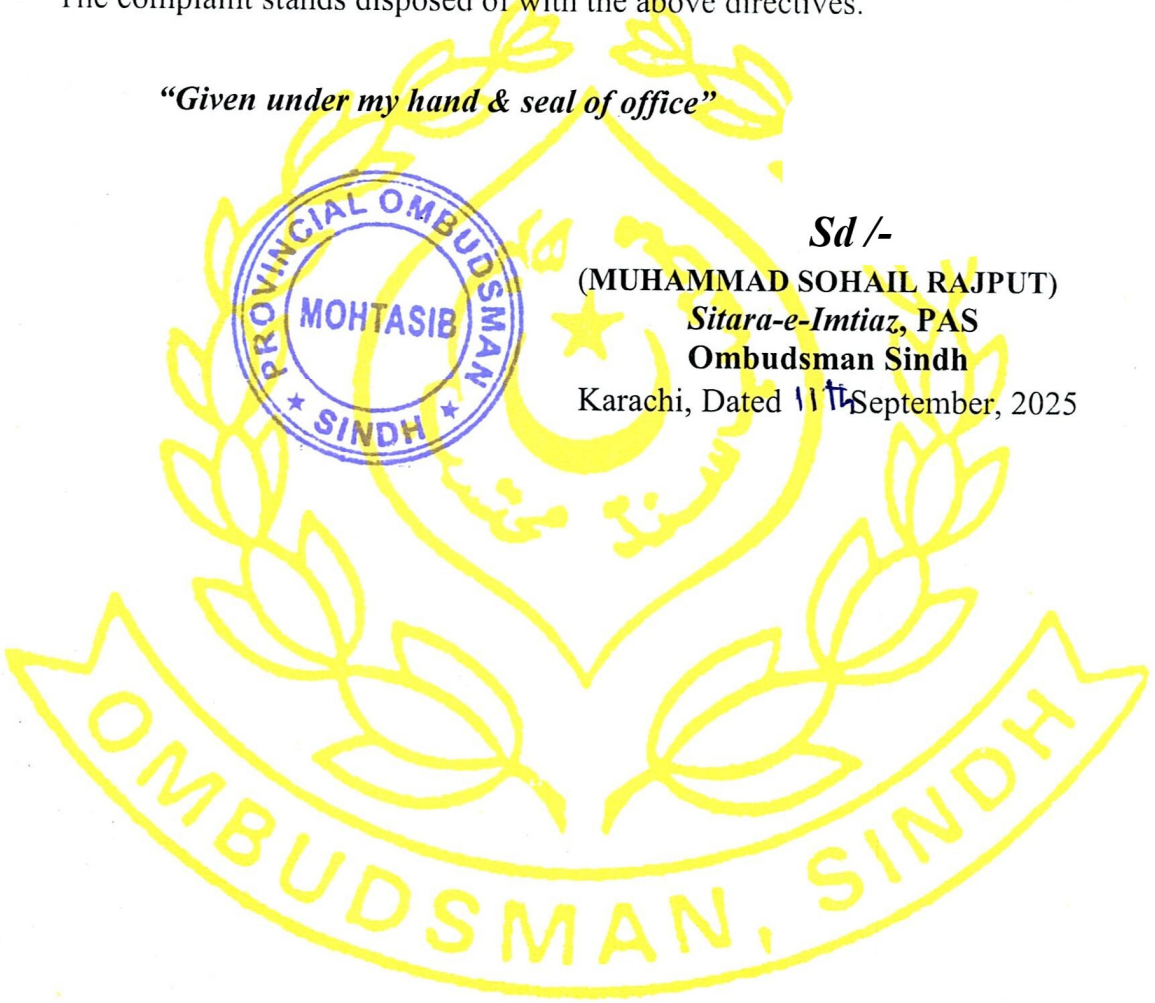 The complaint stands disposed of with the above directives.
“Given under my hand & seal of office”
PROVINCIAL OMBUDSMAN
MOHTASIB
★ SINDH ★
Sd /-
(MUHAMMAD SOHAIL RAJPUT)
Sitara-e-Imtiaz, PAS
Ombudsman Sindh
Karachi, Dated 11th September, 2025
OMBUDSMAN, SINDH